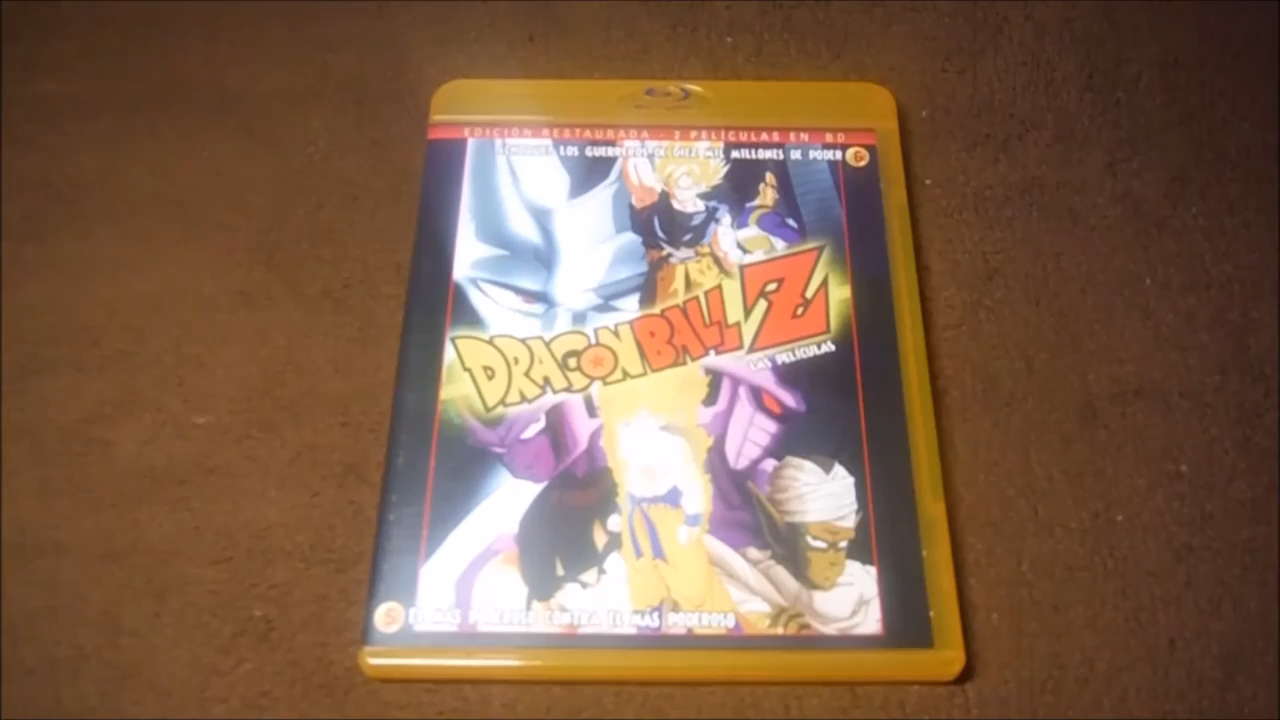 EDICIÓN RESTAURADA - 2 PELÍCULAS EN BD
LOS GUERREROS DE DIEZ MIL MILLONES DE PODER 6
DRAGON BALL Z
LAS PELÍCULAS
5 EL MÁS PODEROSO CONTRA EL MÁS PODEROSO